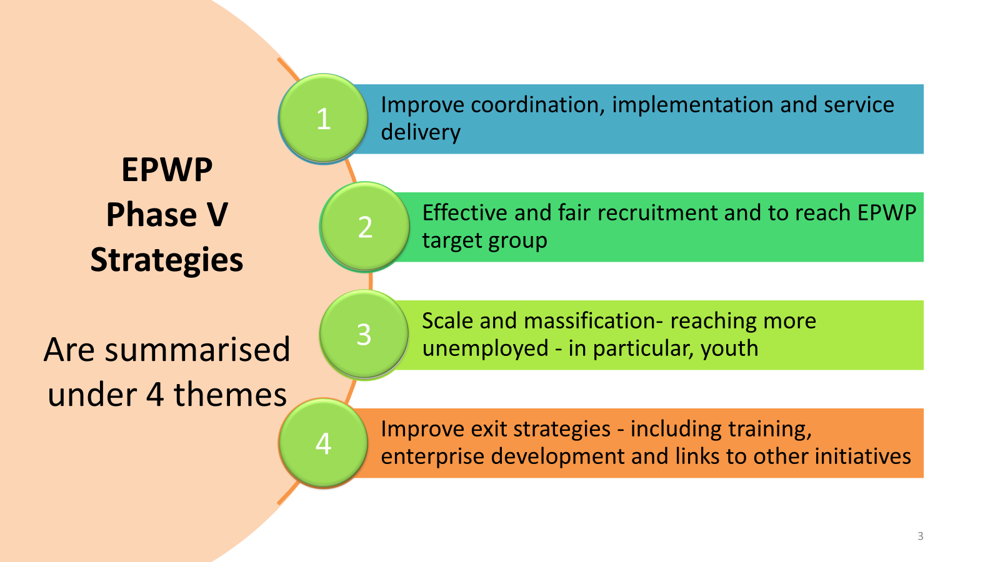 EPWP
Phase V
Strategies
Are summarised
under 4 themes
1
Improve coordination, implementation and service
delivery
2
Effective and fair recruitment and to reach EPWP
target group
3
Scale and massification- reaching more
unemployed - in particular, youth
4
Improve exit strategies - including training,
enterprise development and links to other initiatives
3